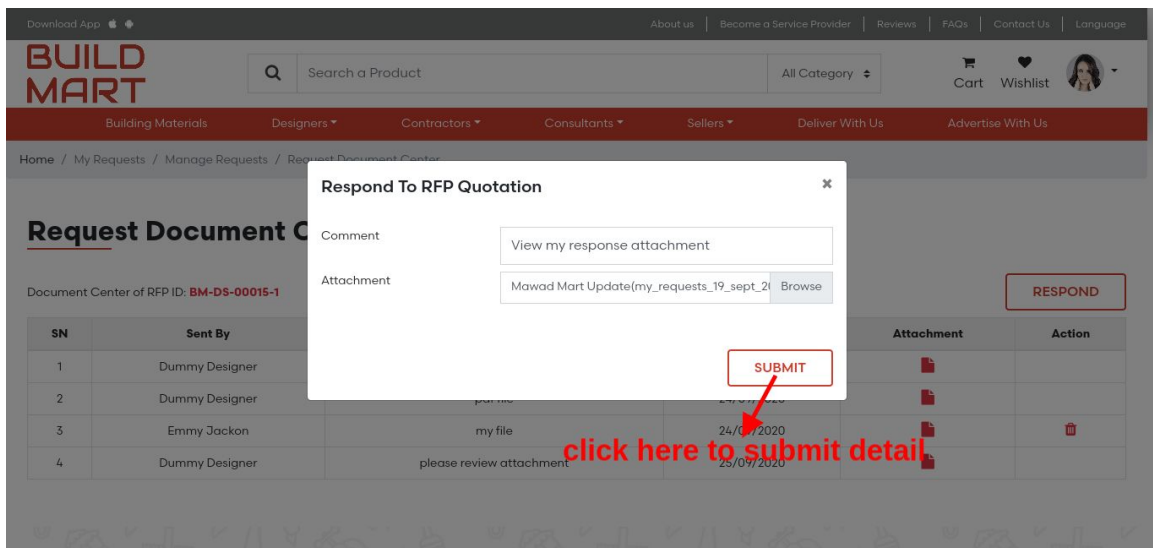 Download App
About us | Become a Service Provider | Reviews | FAQs | Contact Us | Language
BUILD
MART
Search a Product
All Category
Cart
Wishlist
Building Materials Designers Contractors Consultants Sellers Deliver With Us Advertise With Us
Home / My Requests / Manage Requests / Request Document Center
Respond To RFP Quotation
Request Document C
Comment
View my response attachment
Attachment
Mawad Mart Update(my_requests_19_sept_20
Browse
Document Center of RFP ID: BM-DS-00015-1
RESPOND
SUBMIT
SN Sent By Attachment Action
1 Dummy Designer
2 Dummy Designer
3 Emmy Jackon my file 24/09/2020
click here to submit detail
4 Dummy Designer please review attachment 25/09/2020